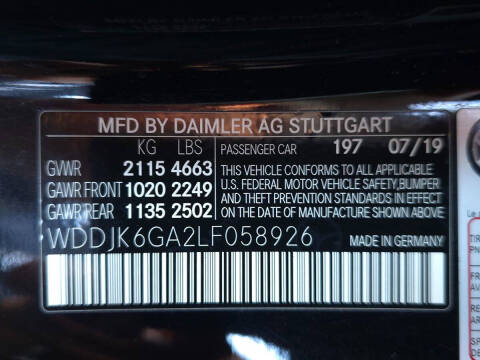 MFD BY DAIMLER AG STUTTGART
KG LBS PASSENGER CAR 197 07/19
GVWR 2115 4663
GAWR FRONT 1020 2249
GAWR REAR 1135 2502
THIS VEHICLE CONFORMS TO ALL APPLICABLE
U.S. FEDERAL MOTOR VEHICLE SAFETY, BUMPER
AND THEFT PREVENTION STANDARDS IN EFFECT
ON THE DATE OF MANUFACTURE SHOWN ABOVE.
WDDJK6GA2LF058926 MADE IN GERMANY